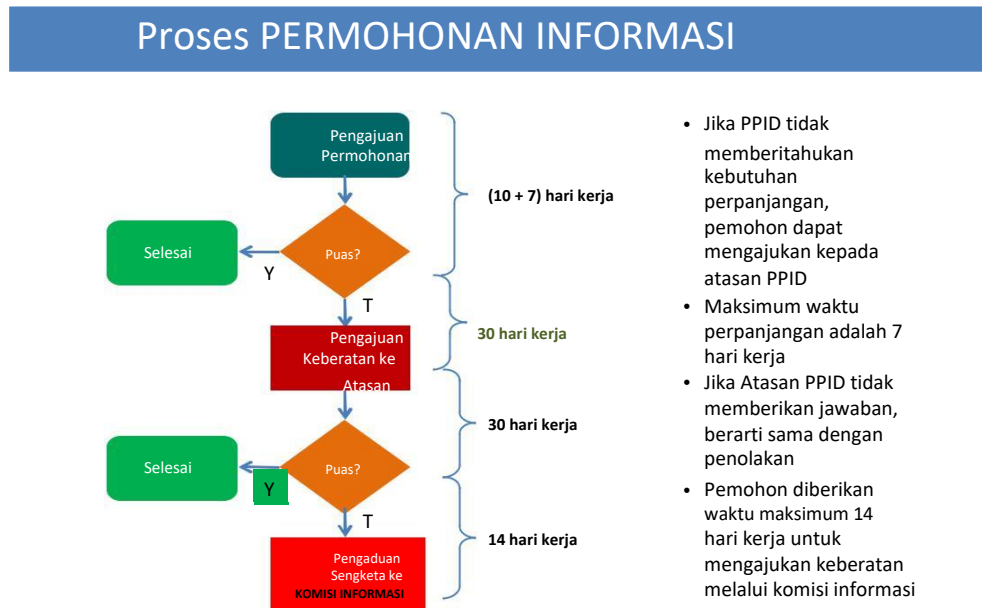 Proses PERMOHONAN INFORMASI
Pengajuan
Permohonan
(10 + 7) hari kerja
Puas?
Selesai
Y
T
Pengajuan
Keberatan ke
Atasan
30 hari kerja
30 hari kerja
Puas?
Selesai
Y
T
14 hari kerja
Pengaduan
Sengketa ke
KOMISI INFORMASI
• Jika PPID tidak
memberitahukan
kebutuhan
perpanjangan,
pemohon dapat
mengajukan kepada
atasan PPID
• Maksimum waktu
perpanjangan adalah 7
hari kerja
• Jika Atasan PPID tidak
memberikan jawaban,
berarti sama dengan
penolakan
• Pemohon diberikan
waktu maksimum 14
hari kerja untuk
mengajukan keberatan
melalui komisi informasi